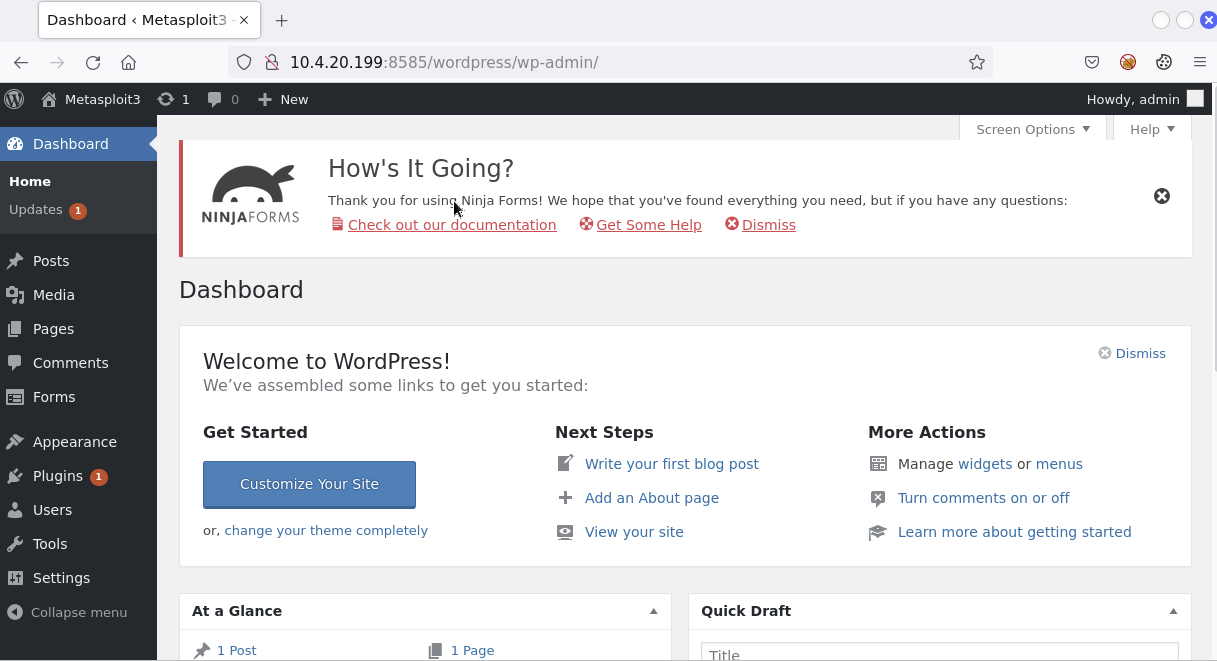 Dashboard ‹ Metasploit3 -
10.4.20.199:8585/wordpress/wp-admin/
Metasploit3 1 0 New Howdy, admin
Screen Options Help
Dashboard
Home
Updates 1
Posts
Media
Pages
Comments
Forms
Appearance
Plugins 1
Users
Tools
Settings
Collapse menu
NINJAFORMS
How's It Going?
Thank you for using Ninja Forms! We hope that you've found everything you need, but if you have any questions:
Check out our documentation Get Some Help Dismiss
Dashboard
Welcome to WordPress!
Dismiss
We’ve assembled some links to get you started:
Get Started
Customize Your Site
or, change your theme completely
Next Steps
Write your first blog post
Add an About page
View your site
More Actions
Manage widgets or menus
Turn comments on or off
Learn more about getting started
At a Glance
1 Post 1 Page
Quick Draft
Title